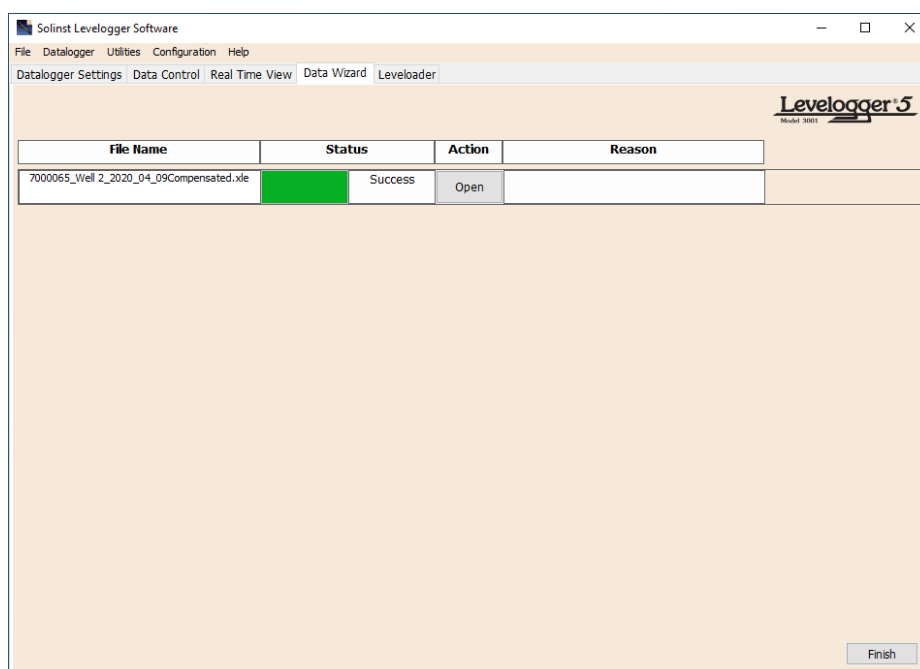 Solinst Levelogger Software
File Datalogger Utilities Configuration Help
Datalogger Settings Data Control Real Time View Data Wizard Leveloader
Levelogger® 5
Model 3001
File Name Status Action Reason
7000065_Well 2_2020_04_09Compensated.xle Success Open
Finish